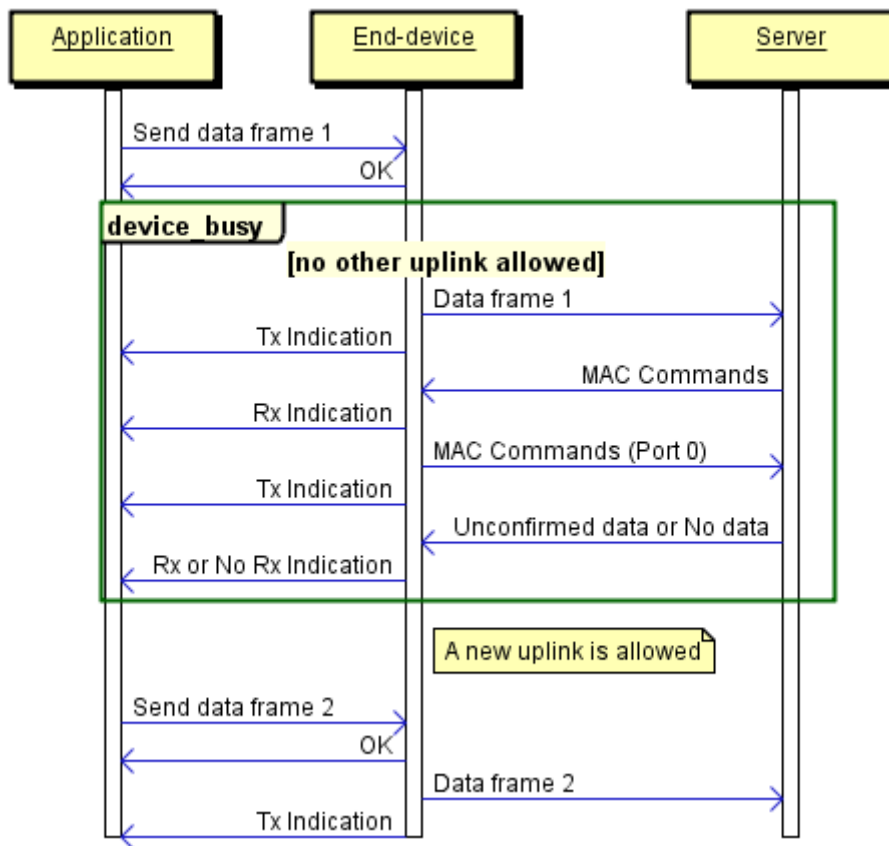 Application
End-device
Server
Send data frame 1
OK
device_busy
[no other uplink allowed]
Data frame 1
Tx Indication
MAC Commands
Rx Indication
MAC Commands (Port 0)
Tx Indication
Unconfirmed data or No data
Rx or No Rx Indication
A new uplink is allowed
Send data frame 2
OK
Data frame 2
Tx Indication